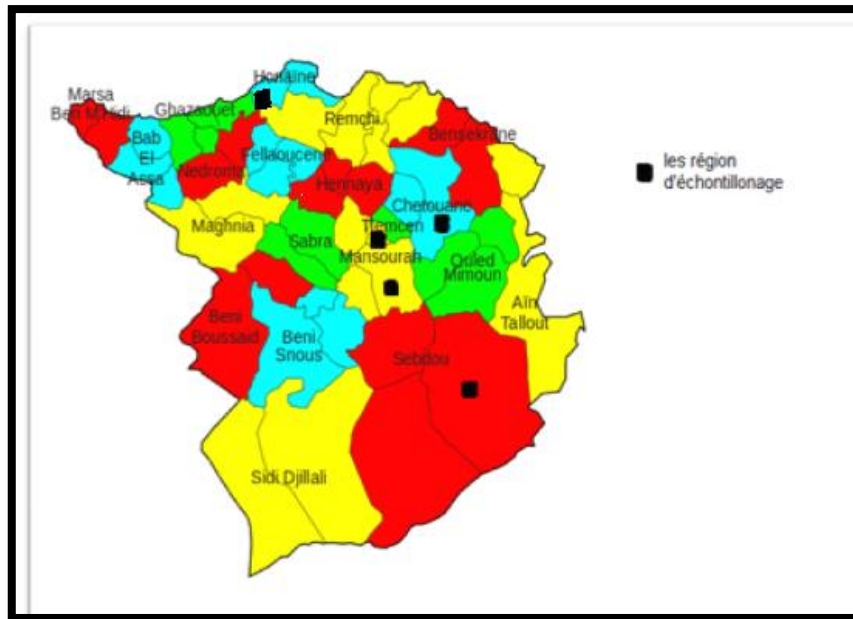 Honaine
Marsa
Ben M'Hidi
Ghazaouet
Remchi
Bab
El
Assa
Bensekrane
Fellaoucene
Nedroma
Hennaya
Chetouane
Maghnia
Tlemcen
Sabra
Mansourah
Ouled
Mimoun
Aïn
Tallout
Beni
Boussaid
Beni
Snous
Sebdou
Sidi Djillali
les région
d'échontillonage